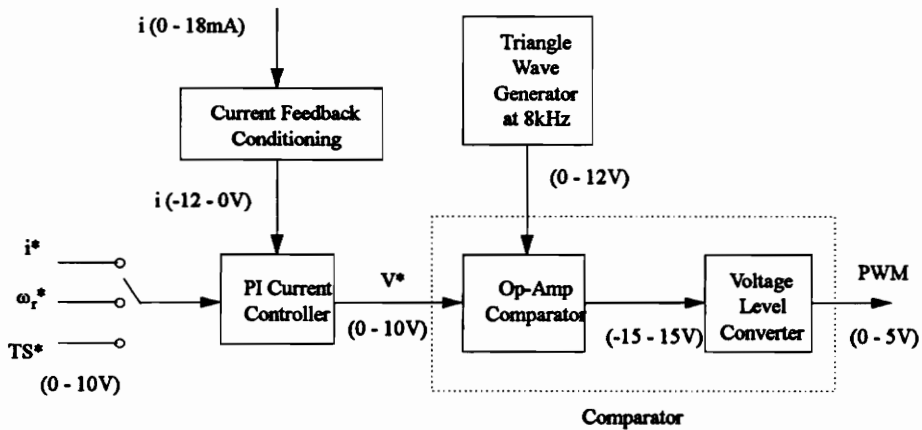 i (0 - 18mA)
Triangle
Wave
Generator
at 8kHz
Current Feedback
Conditioning
(0 - 12V)
i (-12 - 0V)
i*
ωr*
TS*
(0 - 10V)
PI Current
Controller
V*
(0 - 10V)
Op-Amp
Comparator
(-15 - 15V)
Voltage
Level
Converter
PWM
(0 - 5V)
Comparator